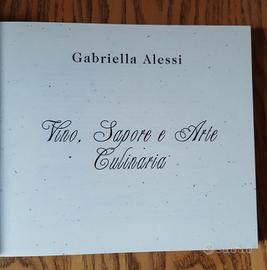 Gabriella Alessi
Vino, Sapore e Arte
Culinaria